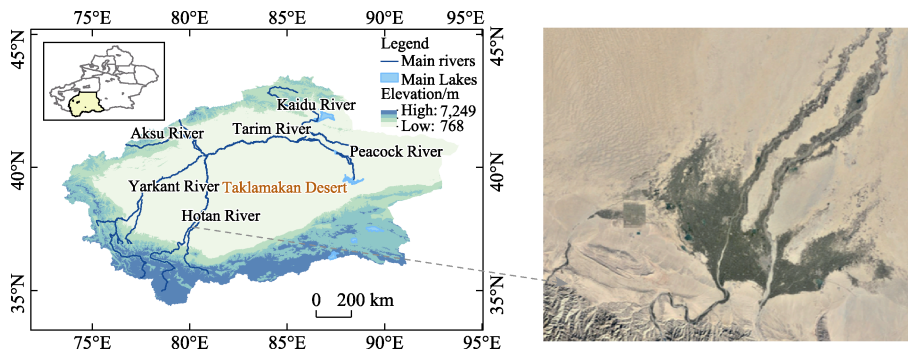 75°E 80°E 85°E 90°E 95°E
45°N
45°N
Legend
Main rivers
Main Lakes
Elevation/m
High: 7,249
Low: 768
Kaidu River
Aksu River
Tarim River
Peacock River
40°N
40°N
Yarkant River
Taklamakan Desert
Hotan River
35°N
35°N
0 200 km
75°E 80°E 85°E 90°E 95°E